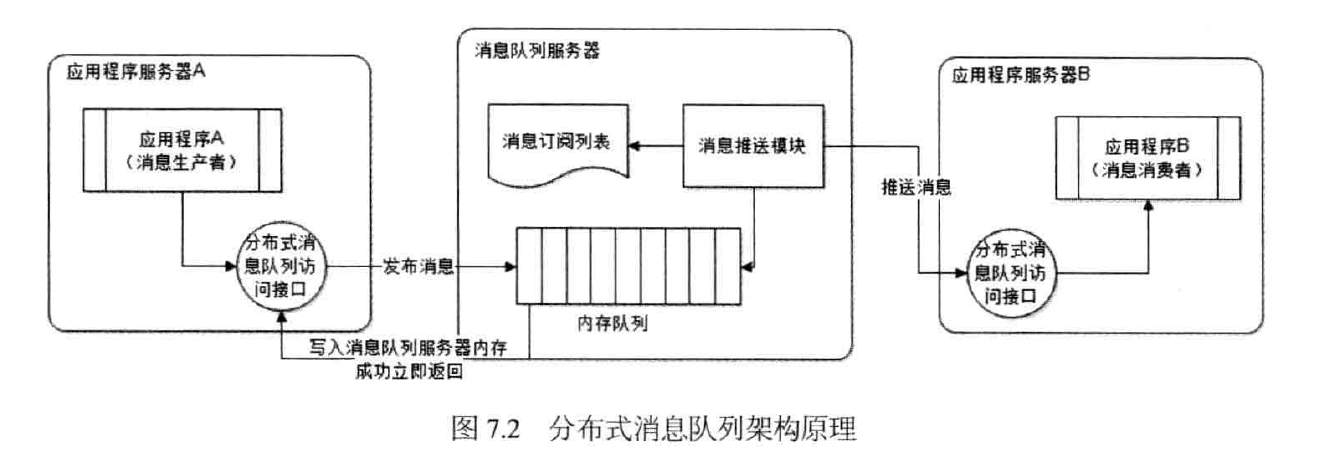 应用程序服务器A
应用程序A
（消息生产者）
分布式消
息队列访
问接口
发布消息
写入消息队列服务器内存
成功立即返回
消息队列服务器
消息订阅列表
消息推送模块
内存队列
推送消息
应用程序服务器B
应用程序B
（消息消费者）
分布式消
息队列访
问接口
图 7.2 分布式消息队列架构原理